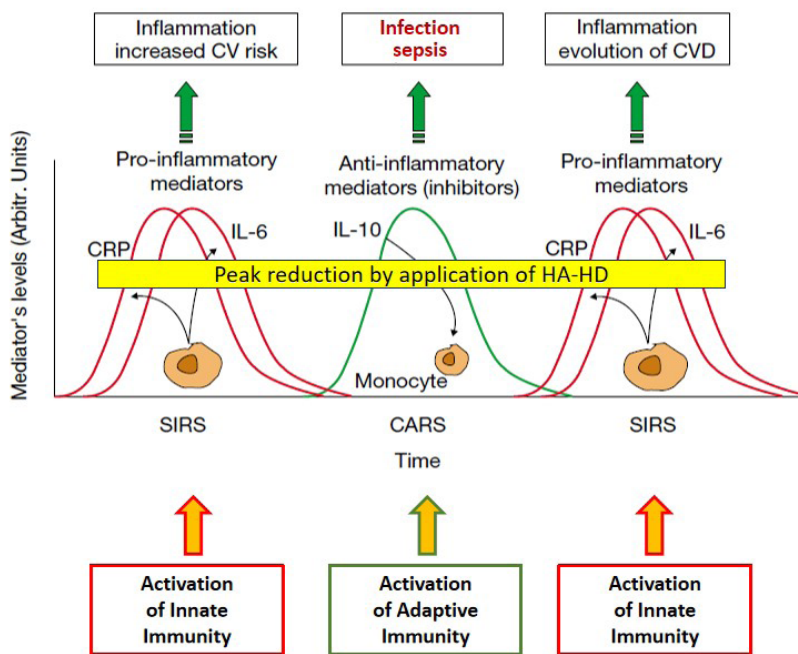 Inflammation
increased CV risk
Infection
sepsis
Inflammation
evolution of CVD
Mediator's levels (Arbitr. Units)
Pro-inflammatory
mediators
Anti-inflammatory
mediators (inhibitors)
Pro-inflammatory
mediators
CRP
IL-6
IL-10
CRP
IL-6
Peak reduction by application of HA-HD
Monocyte
SIRS
CARS
SIRS
Time
Activation
of Innate
Immunity
Activation
of Adaptive
Immunity
Activation
of Innate
Immunity